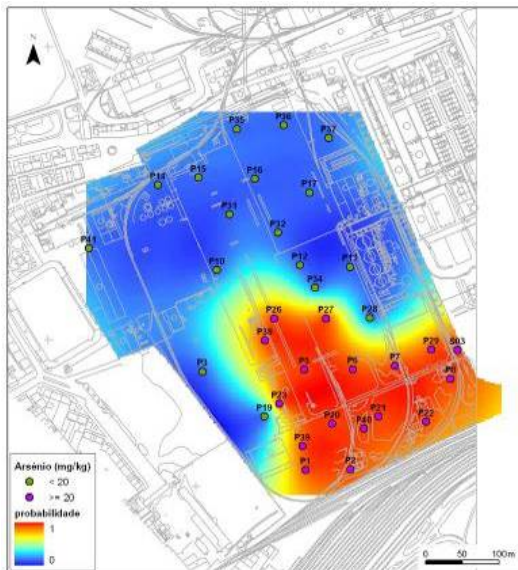 N
P35
P36
P37
P14
P15
P16
P17
P31
P32
P41
P10
P12
P13
P34
P26
P27
P28
P38
P3
P5
P6
P7
P29
S03
P8
P23
P19
P20
P21
P40
P22
P39
P1
P2
Arsénio (mg/kg)
< 20
>= 20
probabilidade
1
0
0 50 100m